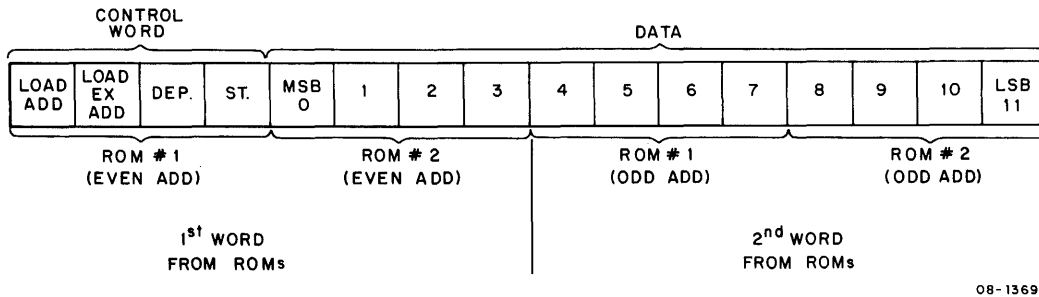 CONTROL
WORD
DATA
LOAD ADD
LOAD EX ADD
DEP.
ST.
MSB 0
1
2
3
4
5
6
7
8
9
10
LSB 11
ROM # 1
(EVEN ADD)
ROM # 2
(EVEN ADD)
ROM # 1
(ODD ADD)
ROM # 2
(ODD ADD)
1st WORD
FROM ROMs
2nd WORD
FROM ROMs
08-1369